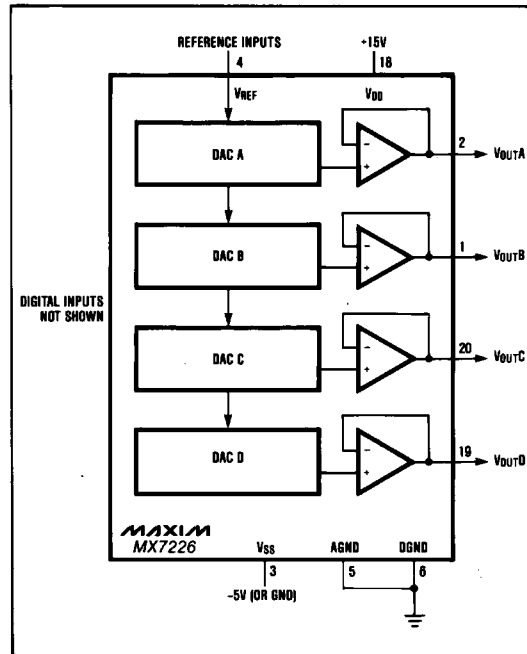 REFERENCE INPUTS
+15V
4
18
VREF
VDD
DAC A
−
+
2
VOUTA
DAC B
−
+
1
VOUTB
DIGITAL INPUTS
NOT SHOWN
DAC C
−
+
20
VOUTC
DAC D
−
+
19
VOUTD
MAXIM
MX7226
VSS
AGND
DGND
3
5
6
−5V (OR GND)